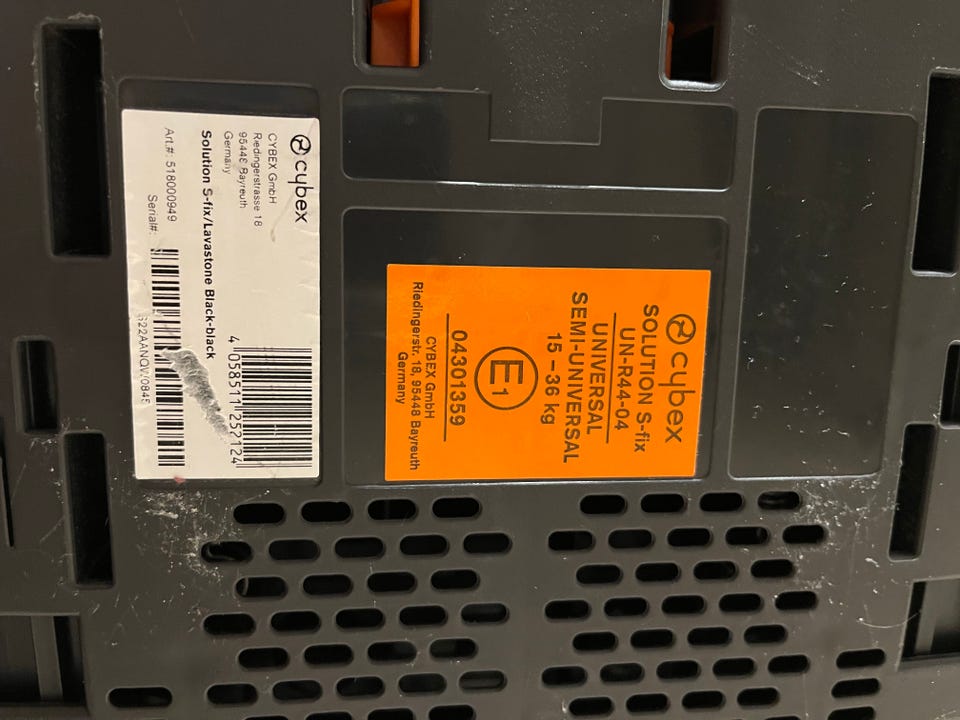 cybex
SOLUTION S-fix
UN-R44-04
UNIVERSAL
SEMI-UNIVERSAL
15 – 36 kg
E1
04301359
CYBEX GmbH
Riedingerstr. 18, 95448 Bayreuth
Germany
cybex
CYBEX GmbH
Riedingerstrasse 18
95448 Bayreuth
Germany
4 058511 252124
Solution S-fix/Lavastone Black-black
Art.#: 518000949
Serial#: